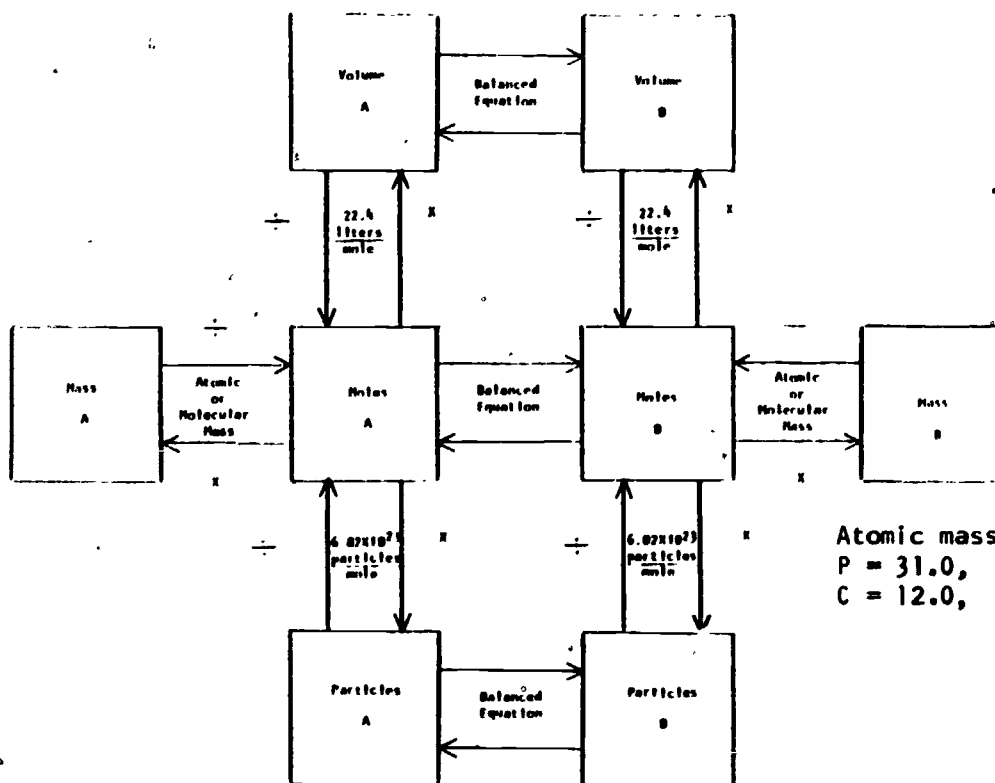 Volume
A
Balanced
Equation
Volume
B
÷
22.4
liters
mole
x
÷
22.4
liters
mole
x
÷
Mass
A
Atomic
or
Molecular
Mass
x
Moles
A
Balanced
Equation
Moles
B
Atomic
or
Molecular
Mass
x
Mass
B
÷
6.02X10²³
particles
mole
x
÷
6.02X10²³
particles
mole
x
Atomic mass
P = 31.0,
C = 12.0,
Particles
A
Balanced
Equation
Particles
B